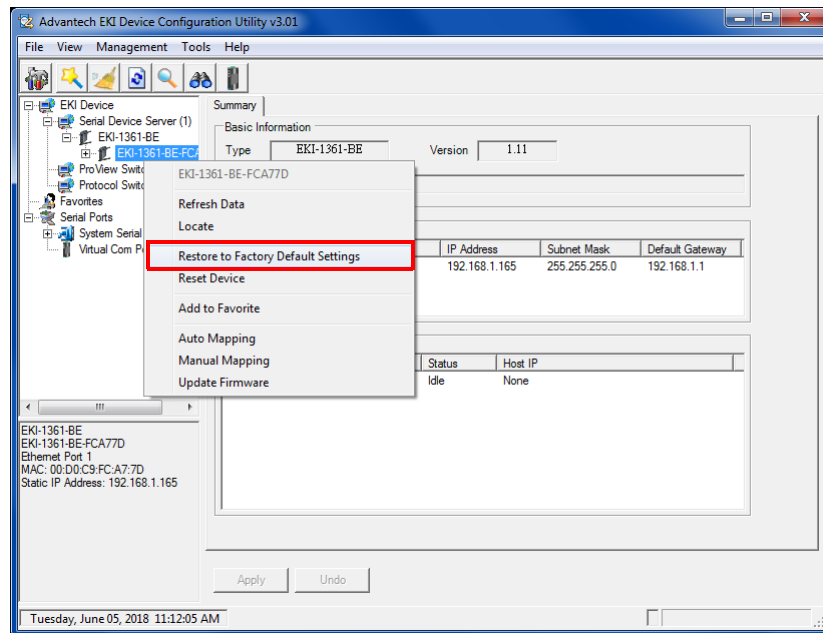 Advantech EKI Device Configuration Utility v3.01
File View Management Tools Help
EKI Device
Serial Device Server (1)
EKI-1361-BE
EKI-1361-BE-FCA
ProView Swit
Protocol Swit
Favorites
Serial Ports
System Serial
Virtual Com P
EKI-1361-BE-FCA77D
Refresh Data
Locate
Restore to Factory Default Settings
Reset Device
Add to Favorite
Auto Mapping
Manual Mapping
Update Firmware
Summary
Basic Information
Type EKI-1361-BE Version 1.11
IP Address Subnet Mask Default Gateway
192.168.1.165 255.255.255.0 192.168.1.1
Status Host IP
Idle None
EKI-1361-BE
EKI-1361-BE-FCA77D
Ethernet Port 1
MAC: 00:D0:C9:FC:A7:7D
Static IP Address: 192.168.1.165
Apply Undo
Tuesday, June 05, 2018 11:12:05 AM